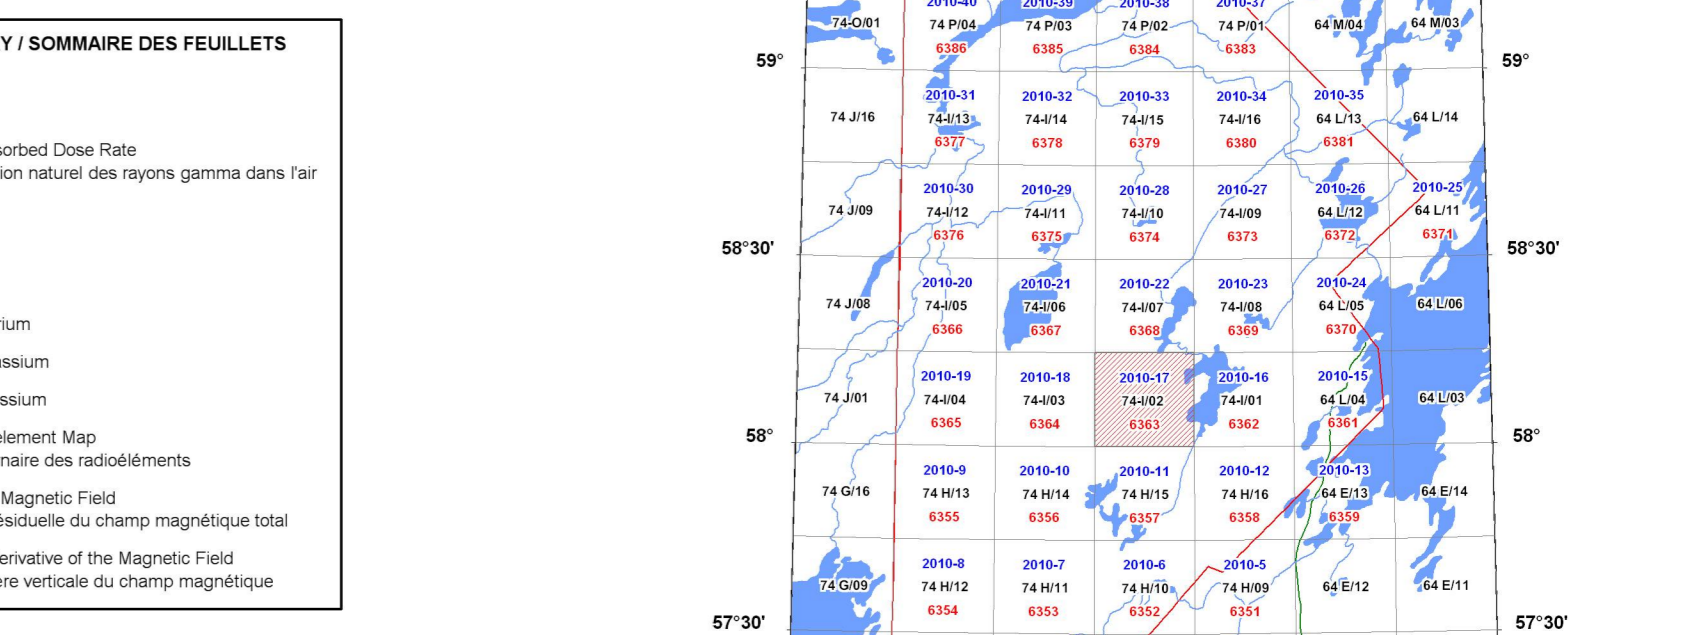 Y / SOMMAIRE DES FEUILLETS
sorbed Dose Rate
ion naturel des rayons gamma dans l'air
rium
assium
ssium
element Map
rnaire des radioéléments
Magnetic Field
ésiduelle du champ magnétique total
erivative of the Magnetic Field
ère verticale du champ magnétique
2010-40 2010-39 2010-38 2010-37
74-O/01 74 P/04 74 P/03 74 P/02 74 P/01 64 M/04 64 M/03
6386 6385 6384 6383
59° 59°
2010-31 2010-32 2010-33 2010-34 2010-35
74 J/16 74-I/13 74-I/14 74-I/15 74-I/16 64 L/13 64 L/14
6377 6378 6379 6380 6381
2010-30 2010-29 2010-28 2010-27 2010-26 2010-25
74 J/09 74-I/12 74-I/11 74-I/10 74-I/09 64 L/12 64 L/11
6376 6375 6374 6373 6372 6371
58°30' 58°30'
2010-20 2010-21 2010-22 2010-23 2010-24
74 J/08 74-I/05 74-I/06 74-I/07 74-I/08 64 L/05 64 L/06
6366 6367 6368 6369 6370
2010-19 2010-18 2010-17 2010-16 2010-15
74 J/01 74-I/04 74-I/03 74-I/02 74-I/01 64 L/04 64 L/03
6365 6364 6363 6362 6361
58° 58°
2010-9 2010-10 2010-11 2010-12 2010-13
74 G/16 74 H/13 74 H/14 74 H/15 74 H/16 64 E/13 64 E/14
6355 6356 6357 6358 6359
2010-8 2010-7 2010-6 2010-5
74 G/09 74 H/12 74 H/11 74 H/10 74 H/09 64 E/12 64 E/11
6354 6353 6352 6351
57°30' 57°30'